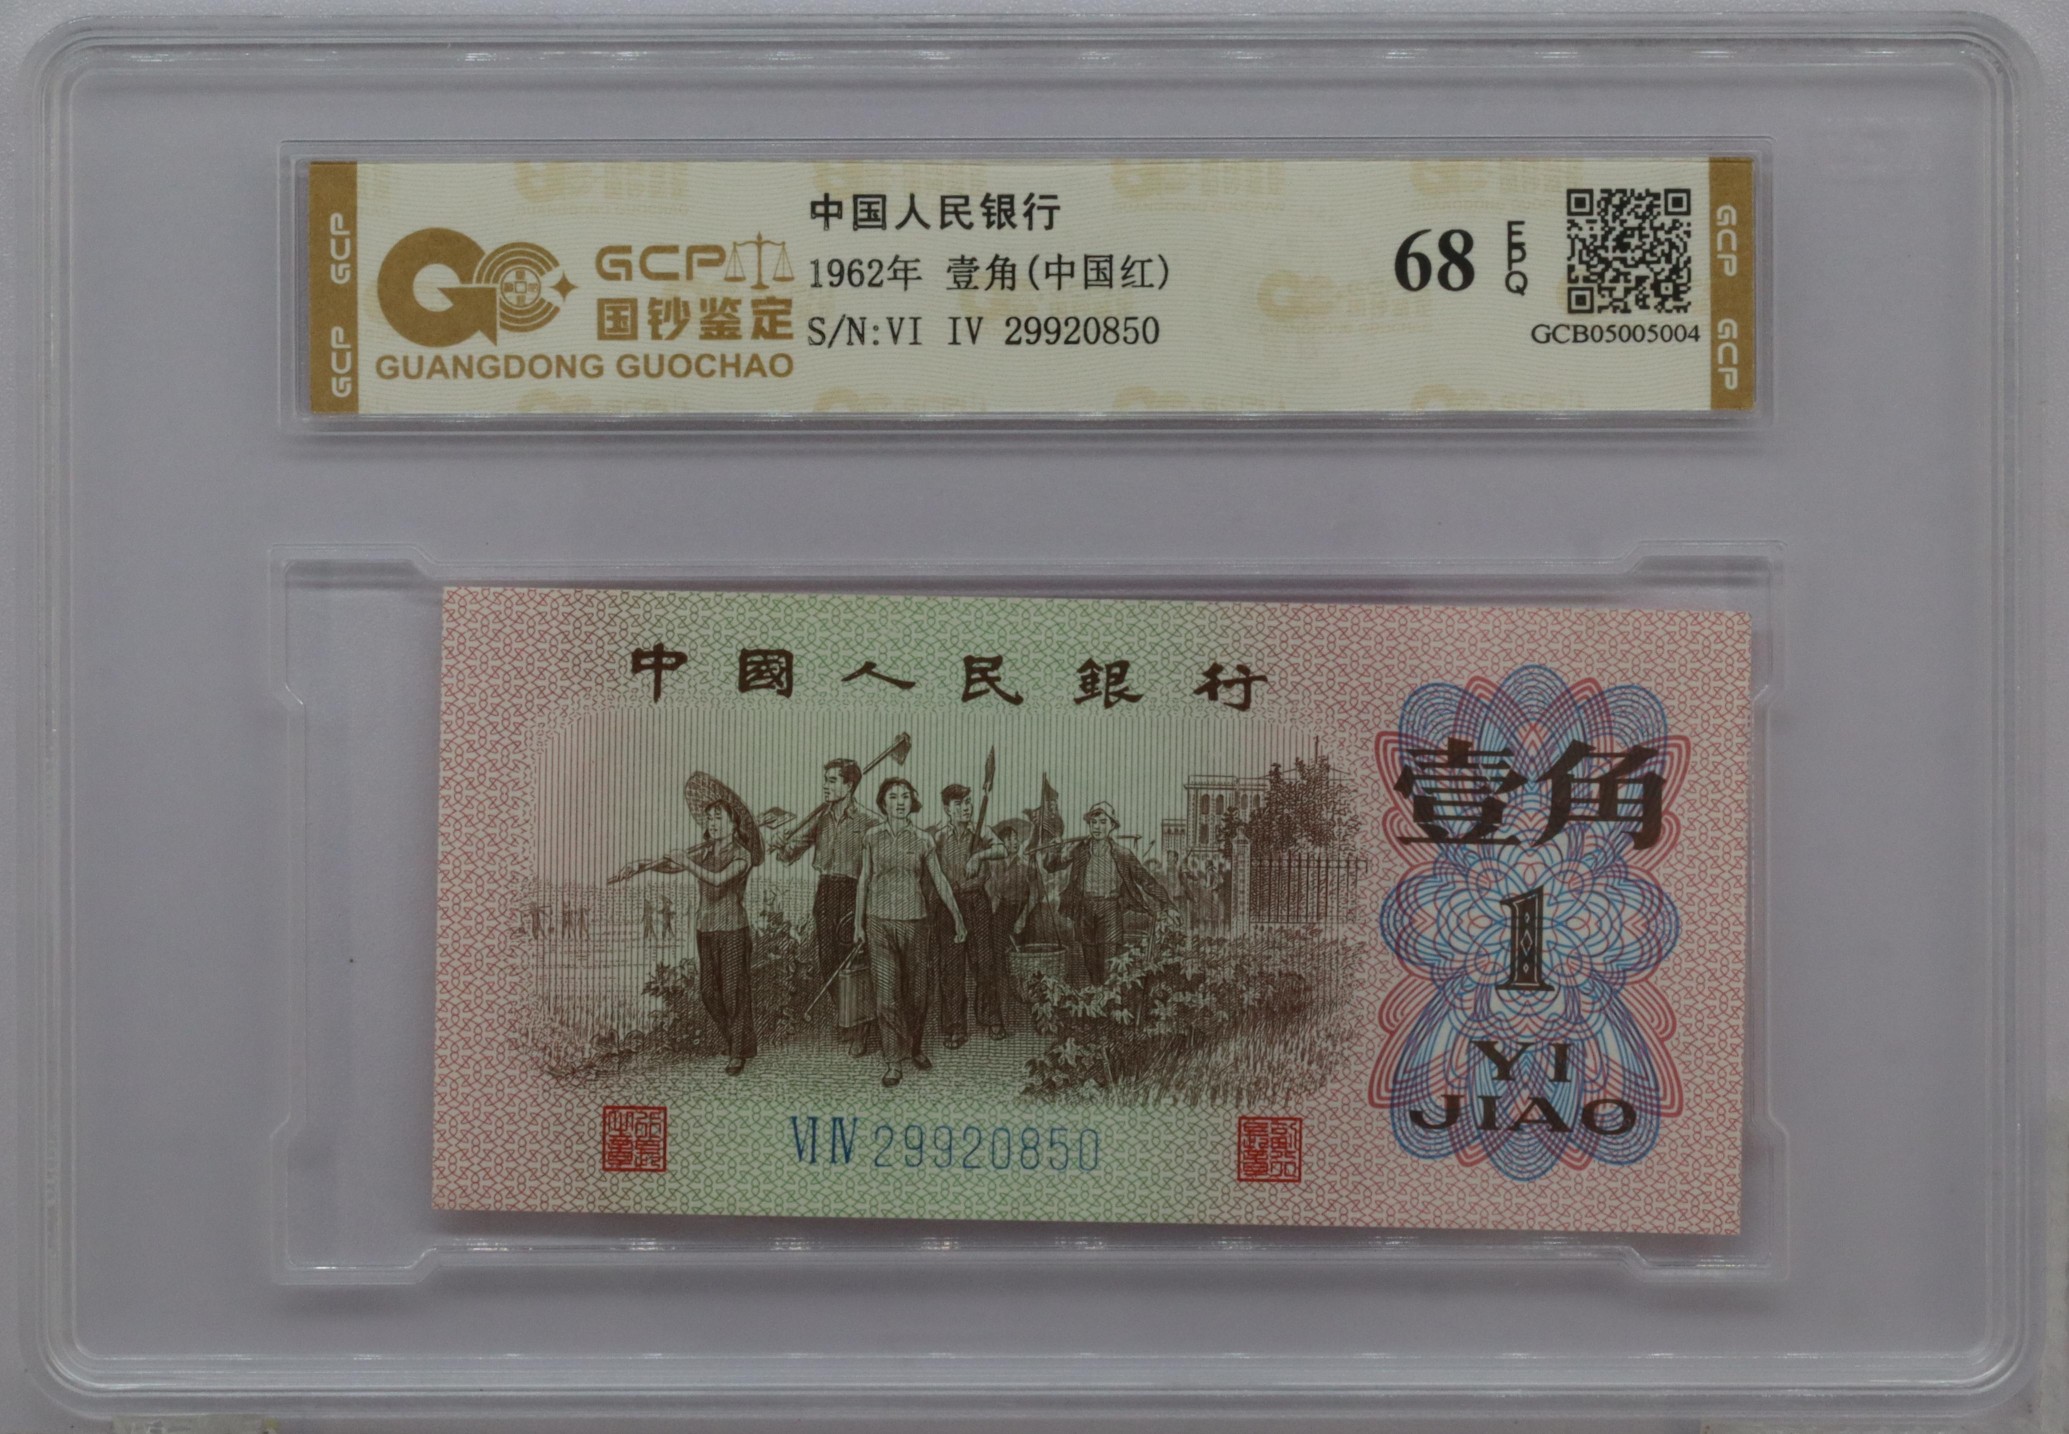 中国人民银行
1962年 壹角(中国红)
S/N:VI IV 29920850
GCP
国钞鉴定
GUANGDONG GUOCHAO
68
EPQ
GCB05005004
GCP
GCP
GCP
GCP
中國人民銀行
壹角
1
YI
JIAO
VI IV 29920850